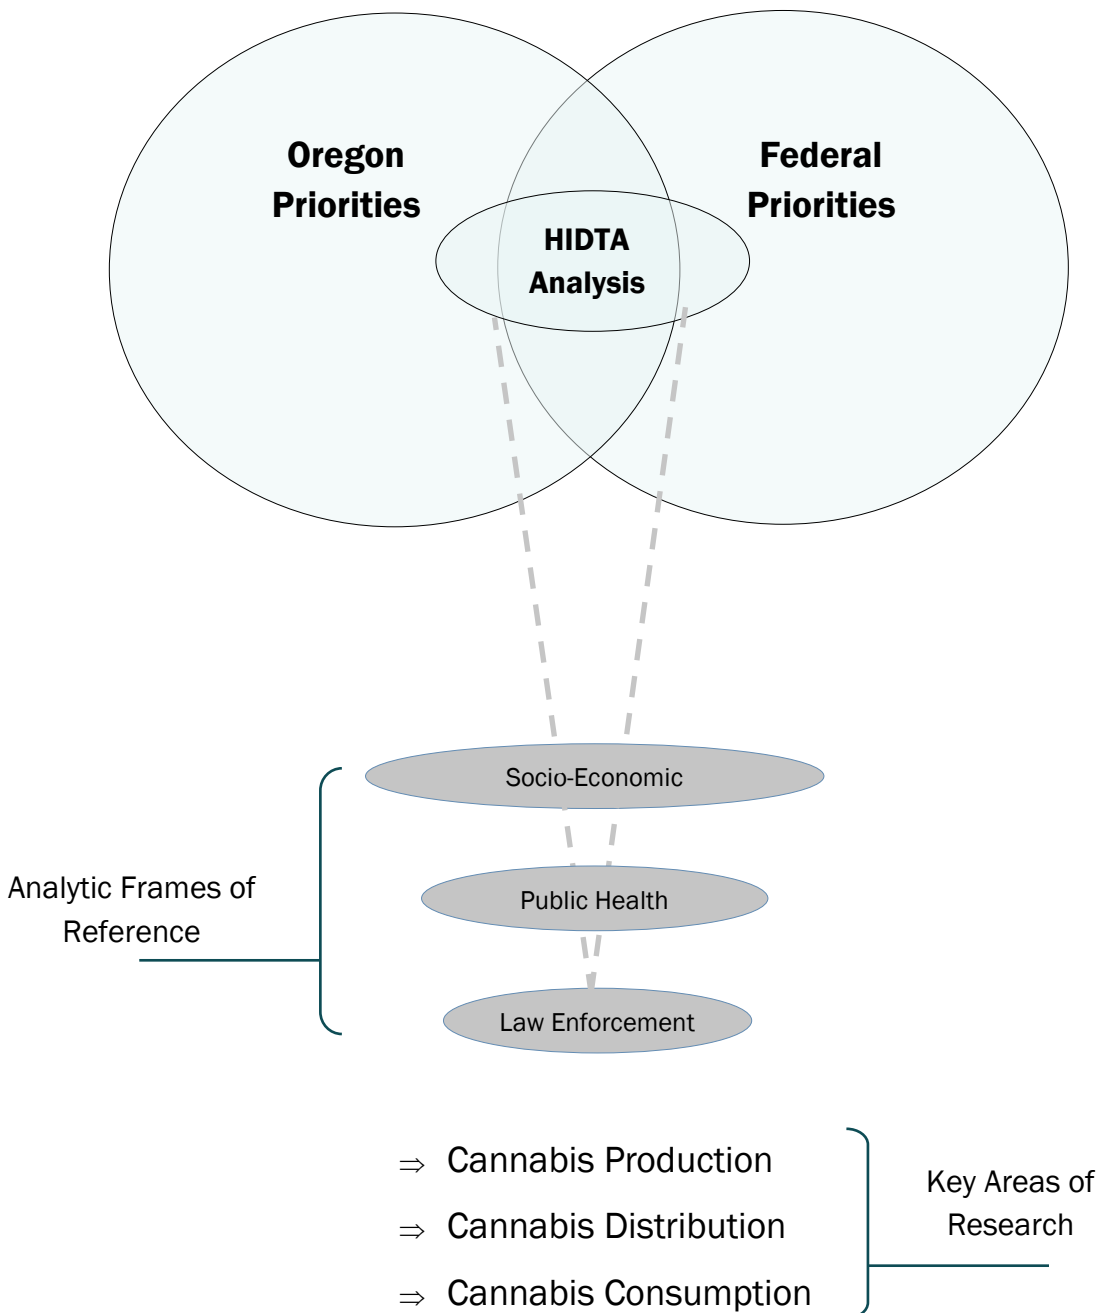 Oregon
Priorities
Federal
Priorities
HIDTA
Analysis
Socio-Economic
Public Health
Law Enforcement
Analytic Frames of
Reference
⇒ Cannabis Production
⇒ Cannabis Distribution
⇒ Cannabis Consumption
Key Areas of
Research